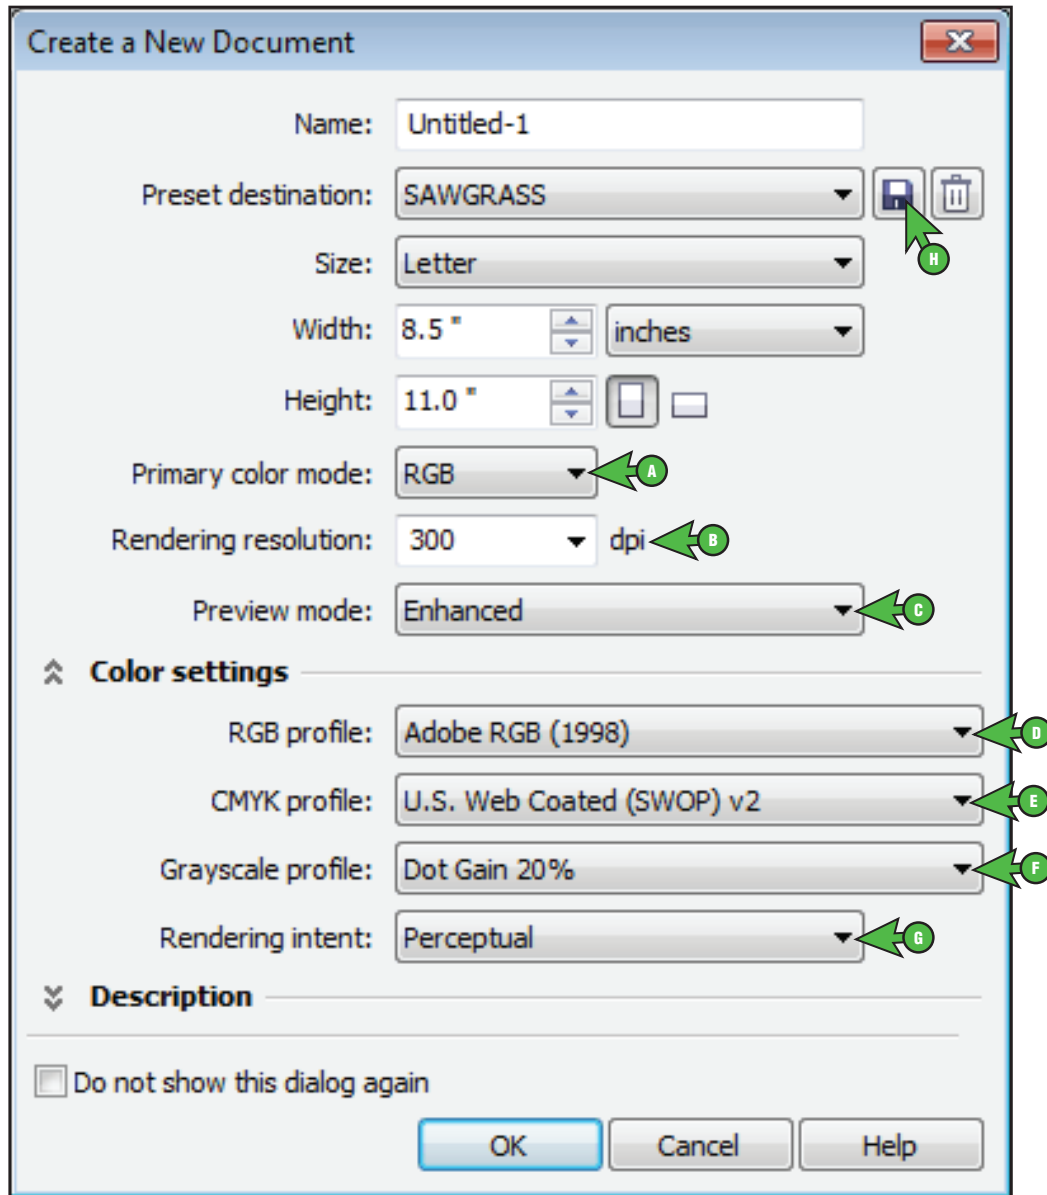 Create a New Document
Name: Untitled-1
Preset destination: SAWGRASS
H
Size: Letter
Width: 8.5 " inches
Height: 11.0 "
Primary color mode: RGB A
Rendering resolution: 300 dpi B
Preview mode: Enhanced C
Color settings
RGB profile: Adobe RGB (1998) D
CMYK profile: U.S. Web Coated (SWOP) v2 E
Grayscale profile: Dot Gain 20% F
Rendering intent: Perceptual G
Description
Do not show this dialog again
OK Cancel Help